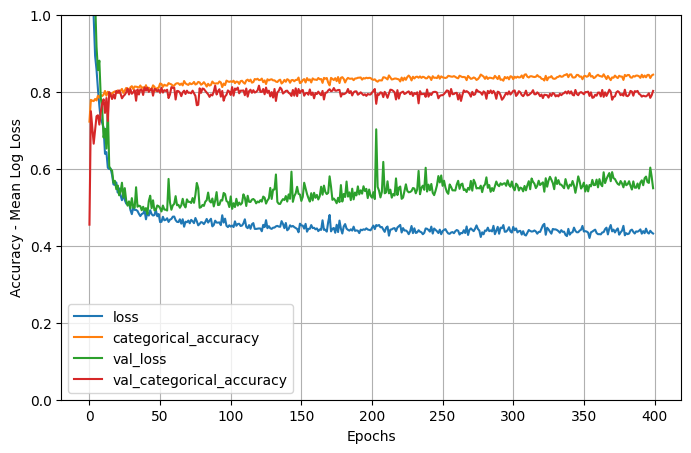 1.0
0.8
0.6
0.4
0.2
0.0
Accuracy - Mean Log Loss
loss
categorical_accuracy
val_loss
val_categorical_accuracy
0 50 100 150 200 250 300 350 400
Epochs